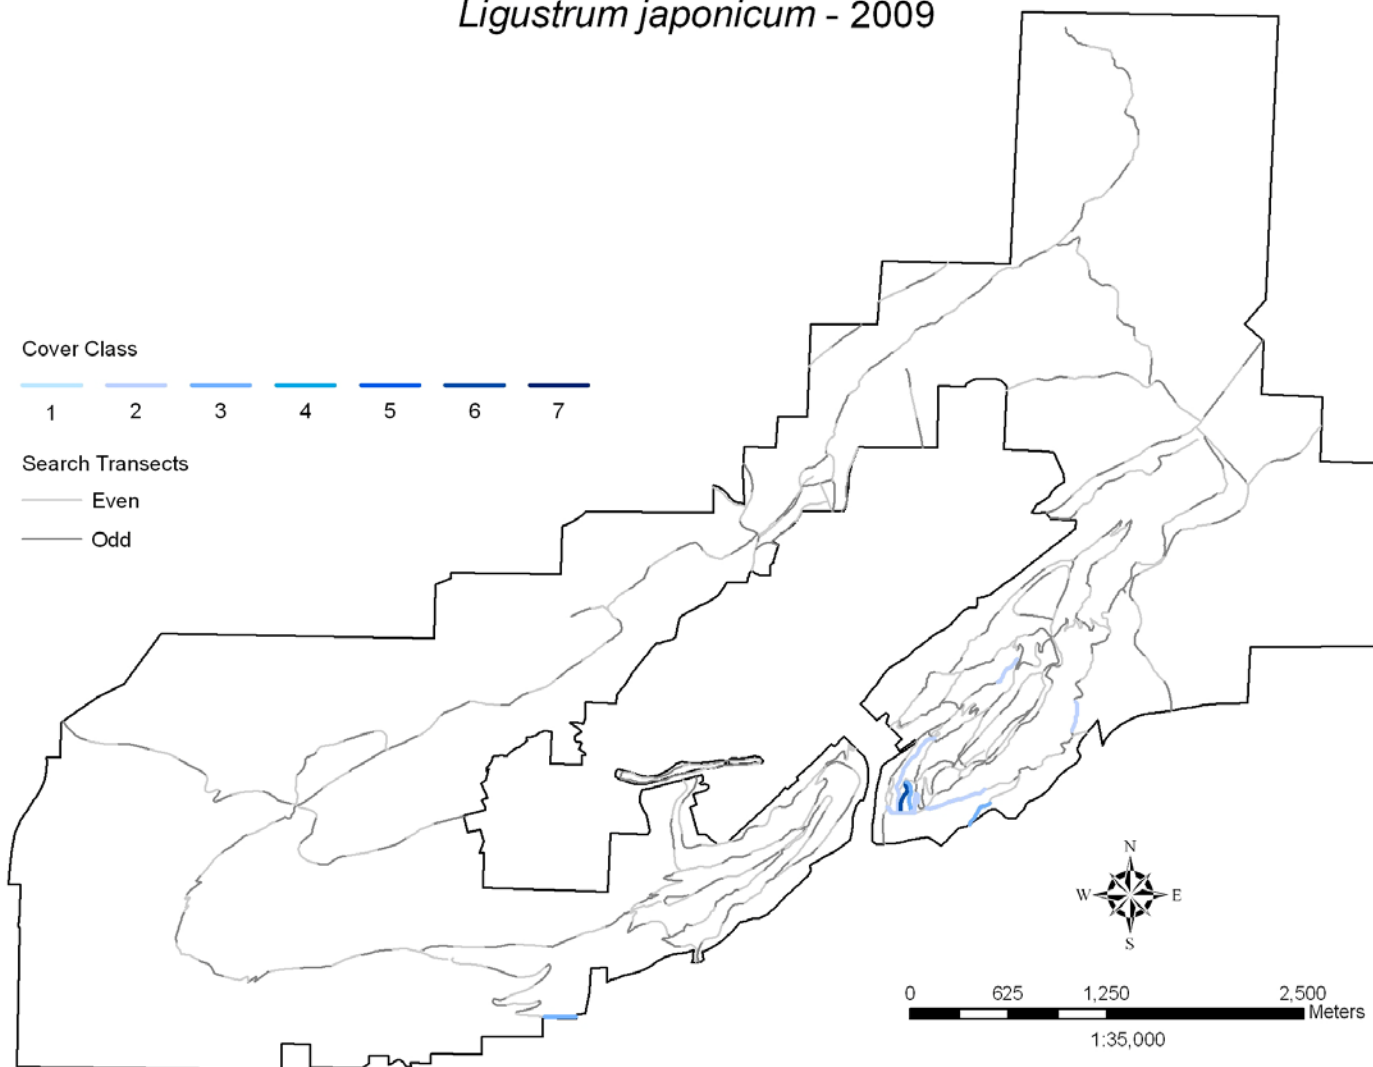 Ligustrum japonicum - 2009
Cover Class
1 2 3 4 5 6 7
Search Transects
Even
Odd
N
W E
S
0 625 1,250 2,500
Meters
1:35,000